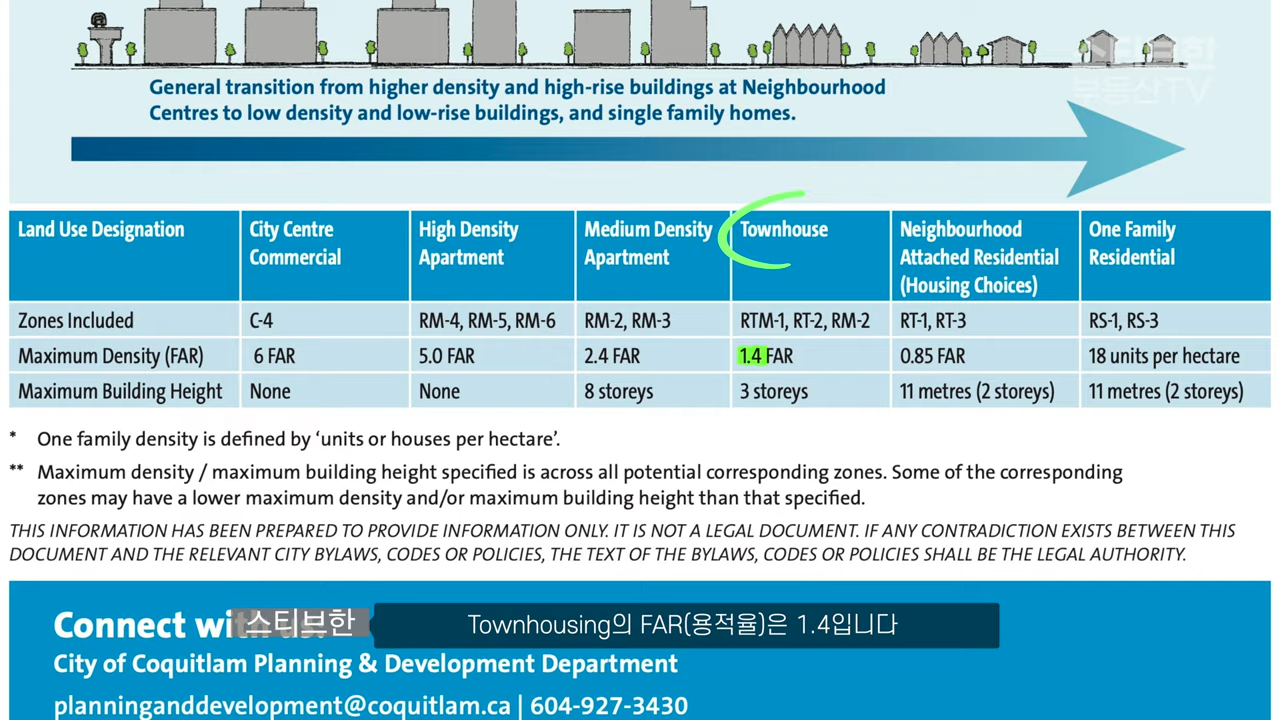 스티브한
부동산TV
General transition from higher density and high-rise buildings at Neighbourhood
Centres to low density and low-rise buildings, and single family homes.
Land Use Designation
City Centre
Commercial
High Density
Apartment
Medium Density
Apartment
Townhouse
Neighbourhood
Attached Residential
(Housing Choices)
One Family
Residential
Zones Included C-4 RM-4, RM-5, RM-6 RM-2, RM-3 RTM-1, RT-2, RM-2 RT-1, RT-3 RS-1, RS-3
Maximum Density (FAR) 6 FAR 5.0 FAR 2.4 FAR 1.4 FAR 0.85 FAR 18 units per hectare
Maximum Building Height None None 8 storeys 3 storeys 11 metres (2 storeys) 11 metres (2 storeys)
* One family density is defined by ‘units or houses per hectare’.
** Maximum density / maximum building height specified is across all potential corresponding zones. Some of the corresponding
zones may have a lower maximum density and/or maximum building height than that specified.
THIS INFORMATION HAS BEEN PREPARED TO PROVIDE INFORMATION ONLY. IT IS NOT A LEGAL DOCUMENT. IF ANY CONTRADICTION EXISTS BETWEEN THIS
DOCUMENT AND THE RELEVANT CITY BYLAWS, CODES OR POLICIES, THE TEXT OF THE BYLAWS, CODES OR POLICIES SHALL BE THE LEGAL AUTHORITY.
Connect with us:
스티브한
Townhousing의 FAR(용적율)은 1.4입니다
City of Coquitlam Planning & Development Department
planninganddevelopment@coquitlam.ca | 604-927-3430